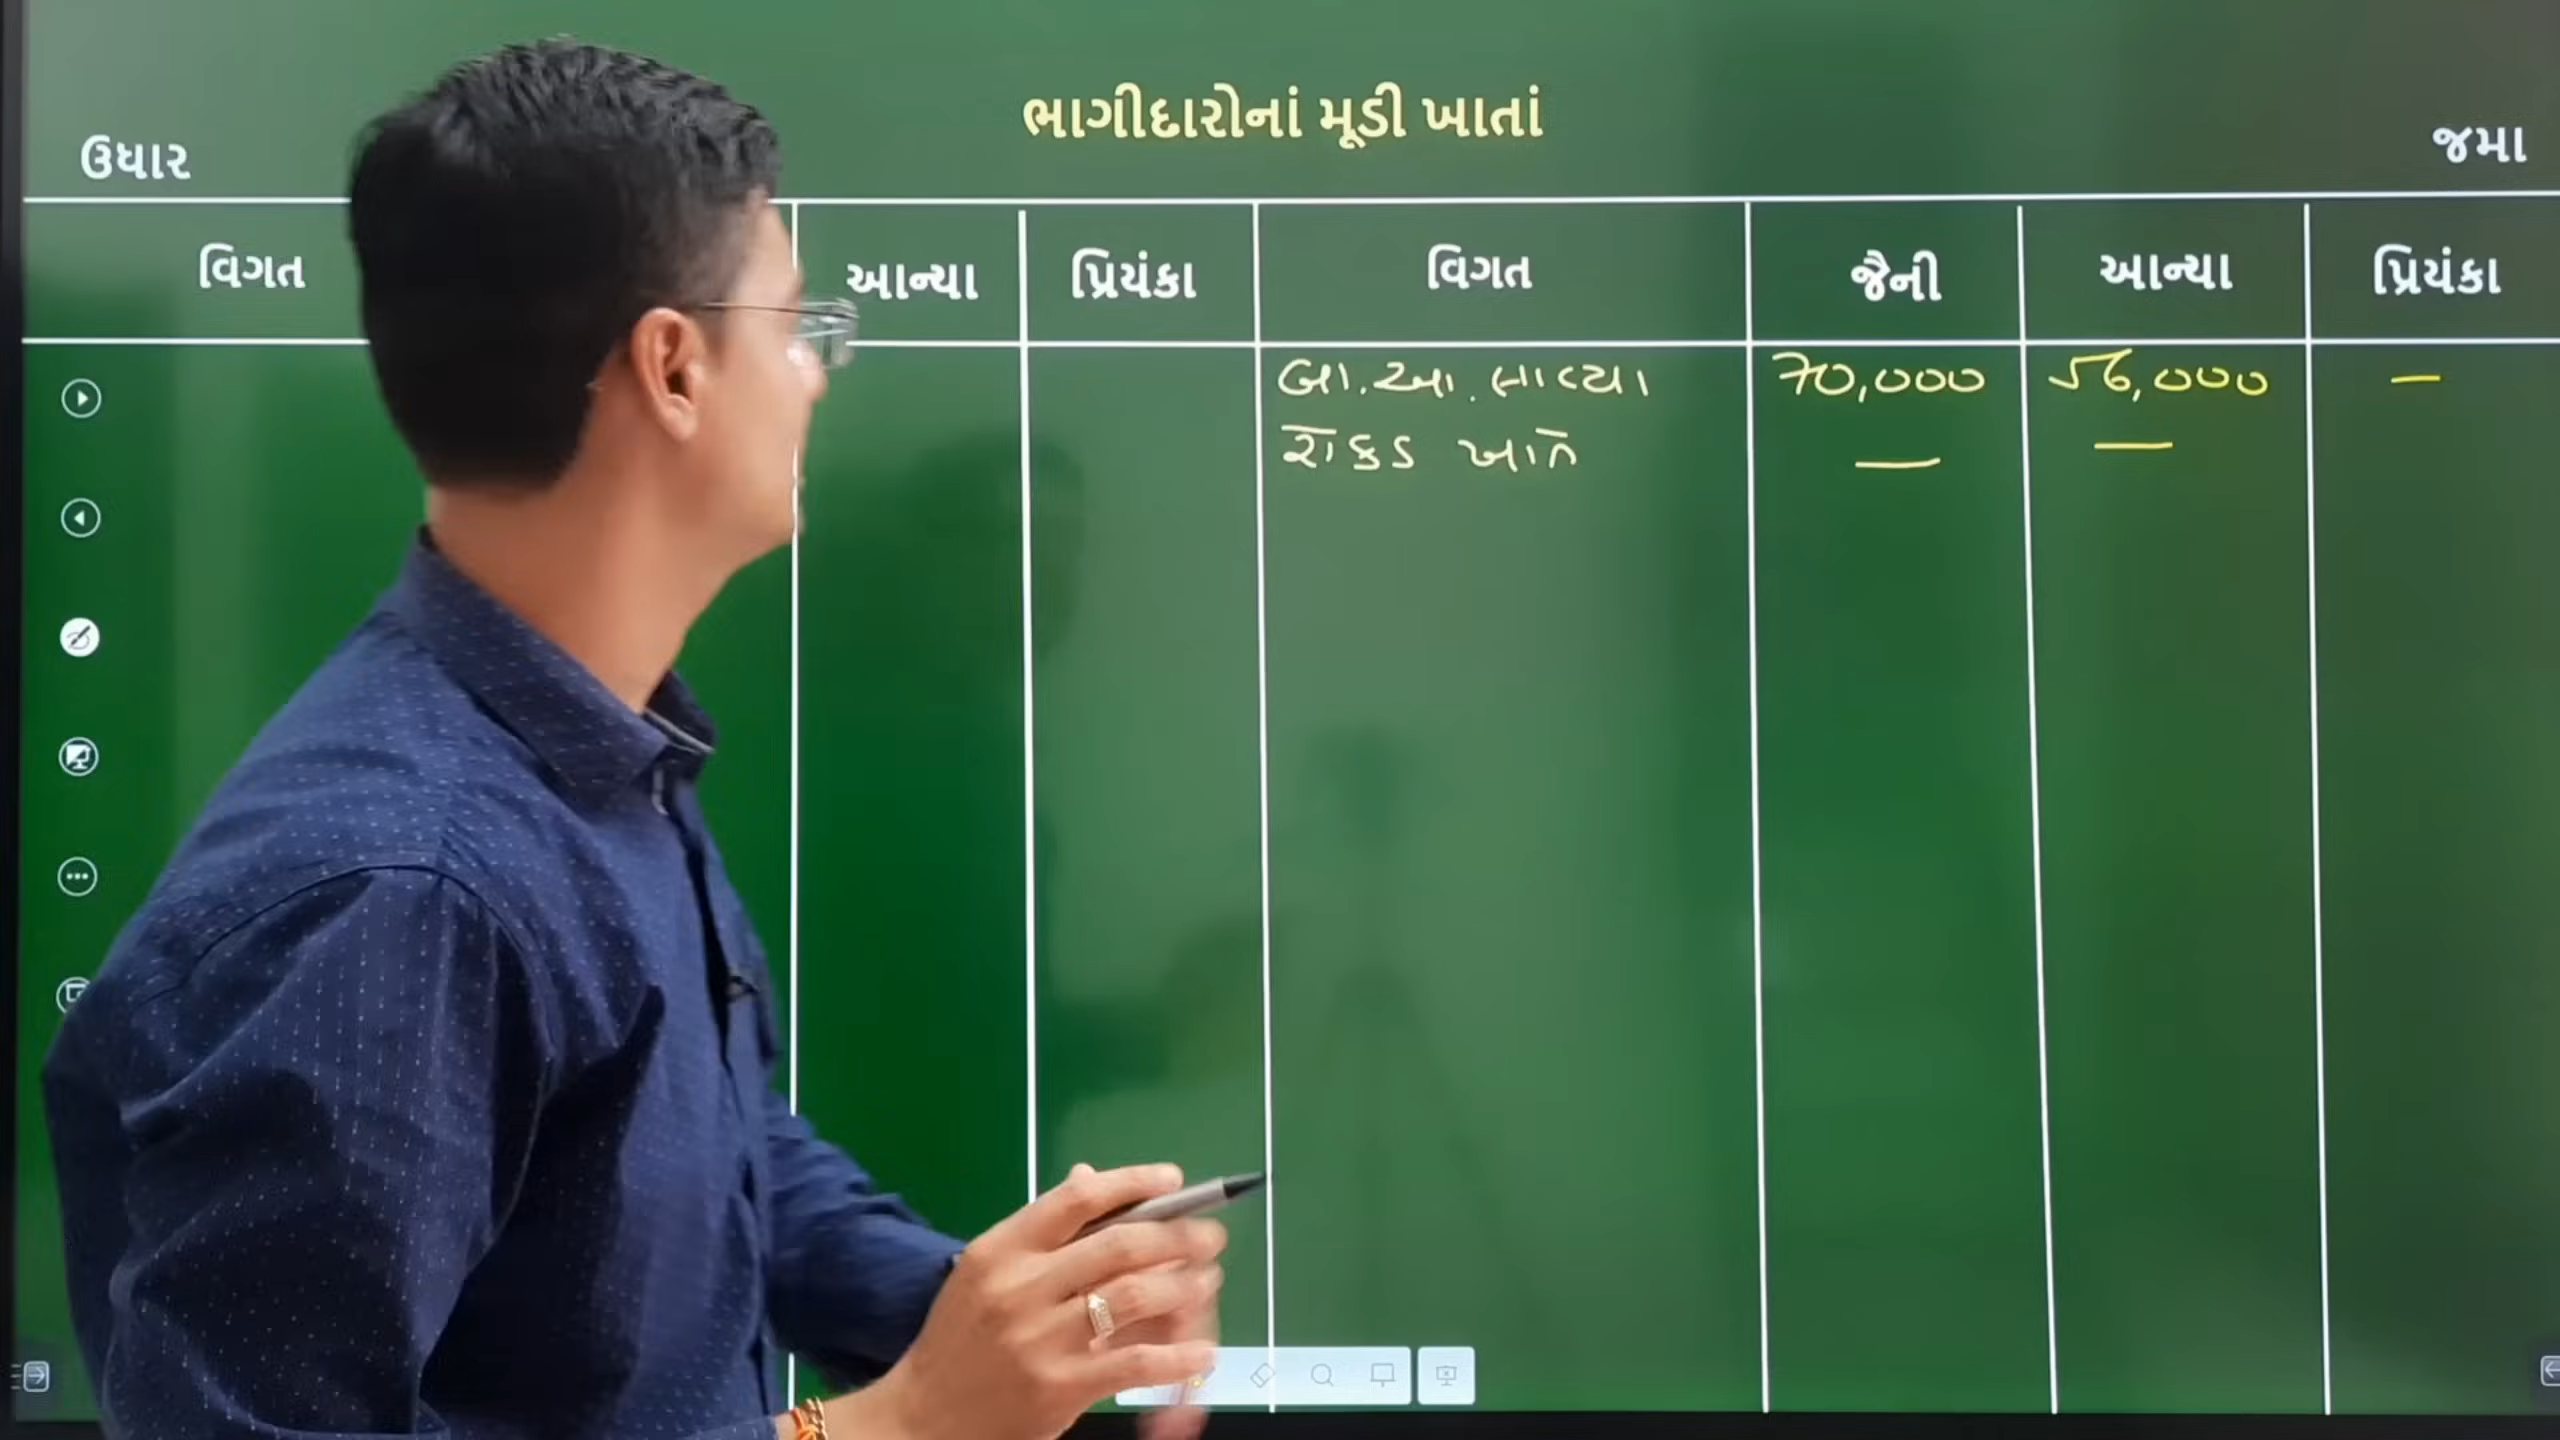 ભાગીદારોનાં મૂડી ખાતાં
ઉધાર જમા
વિગત આન્યા પ્રિયંકા વિગત જૈની આન્યા પ્રિયંકા
બા.આ.લાવ્યા 70,000 56,000 —
રોકડ ખાતે — —